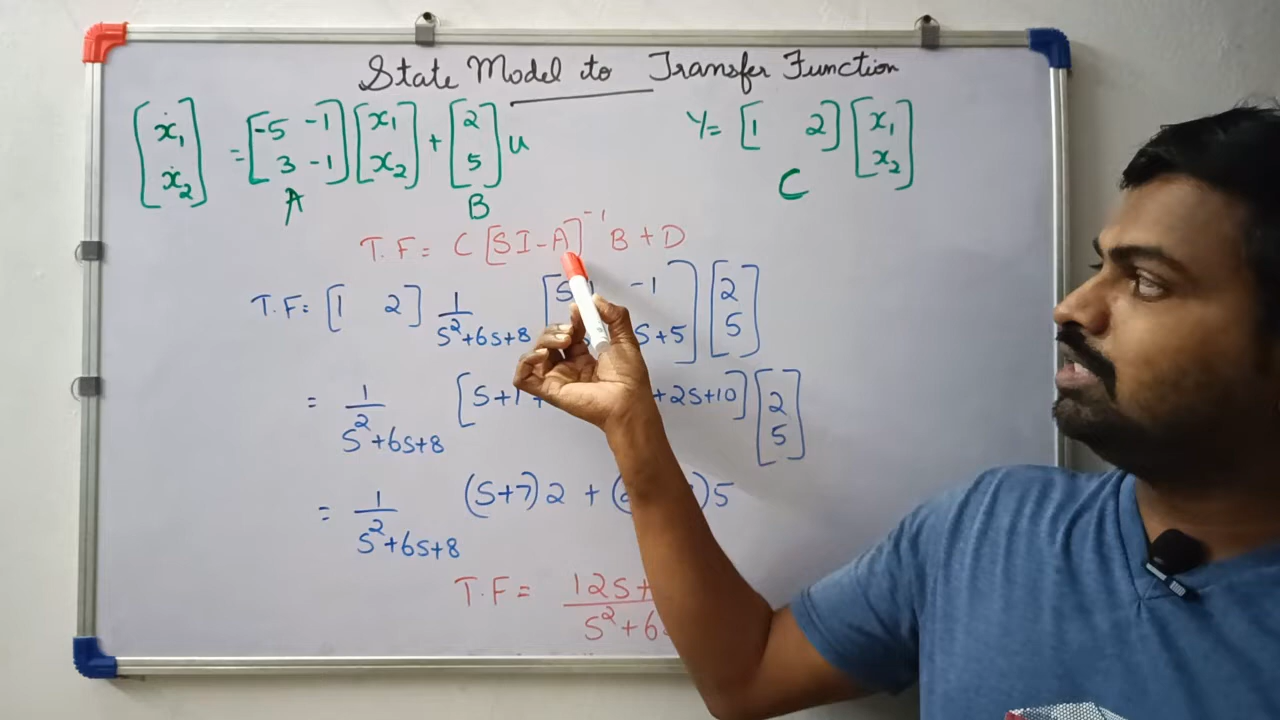 State Model to Transfer Function
[ẋ1 ẋ2] = [-5 -1 3 -1] [x1 x2] + [2 5] u
Y = [1 2] [x1 x2]
A B C
T.F = C [SI-A]⁻¹ B + D
T.F = [1 2] 1/S²+6S+8 [S -1 S+5] [2 5]
= 1/S²+6S+8 [S+1+ +2S+10] [2 5]
= 1/S²+6S+8 (S+7)2 + ( )5
T.F = 12S+ / S²+6